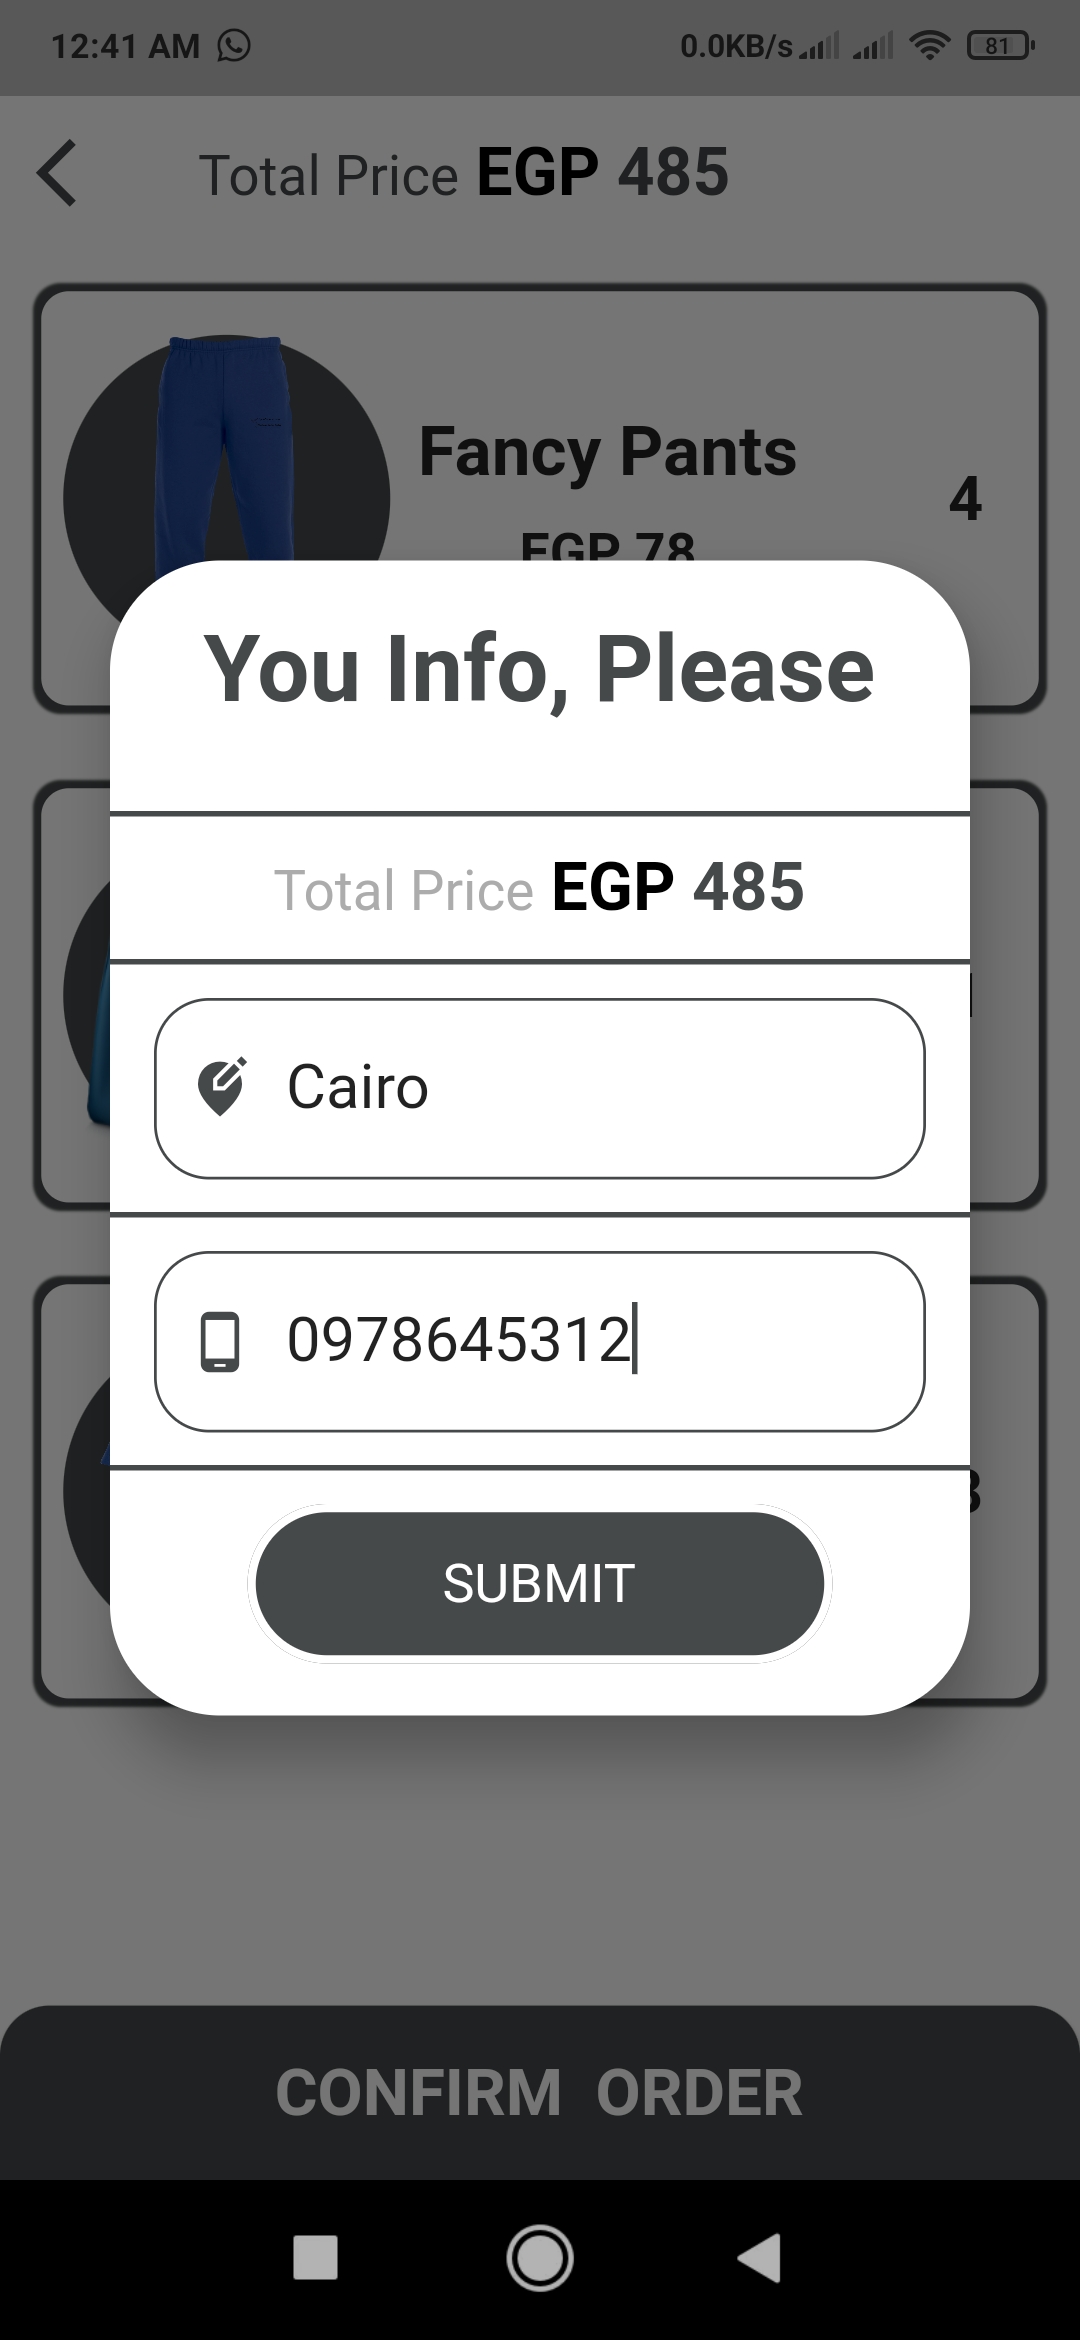 12:41 AM 0.0KB/s 81
Total Price EGP 485
Fancy Pants
4
EGP 78
You Info, Please
Total Price EGP 485
Cairo
0978645312
SUBMIT
CONFIRM ORDER